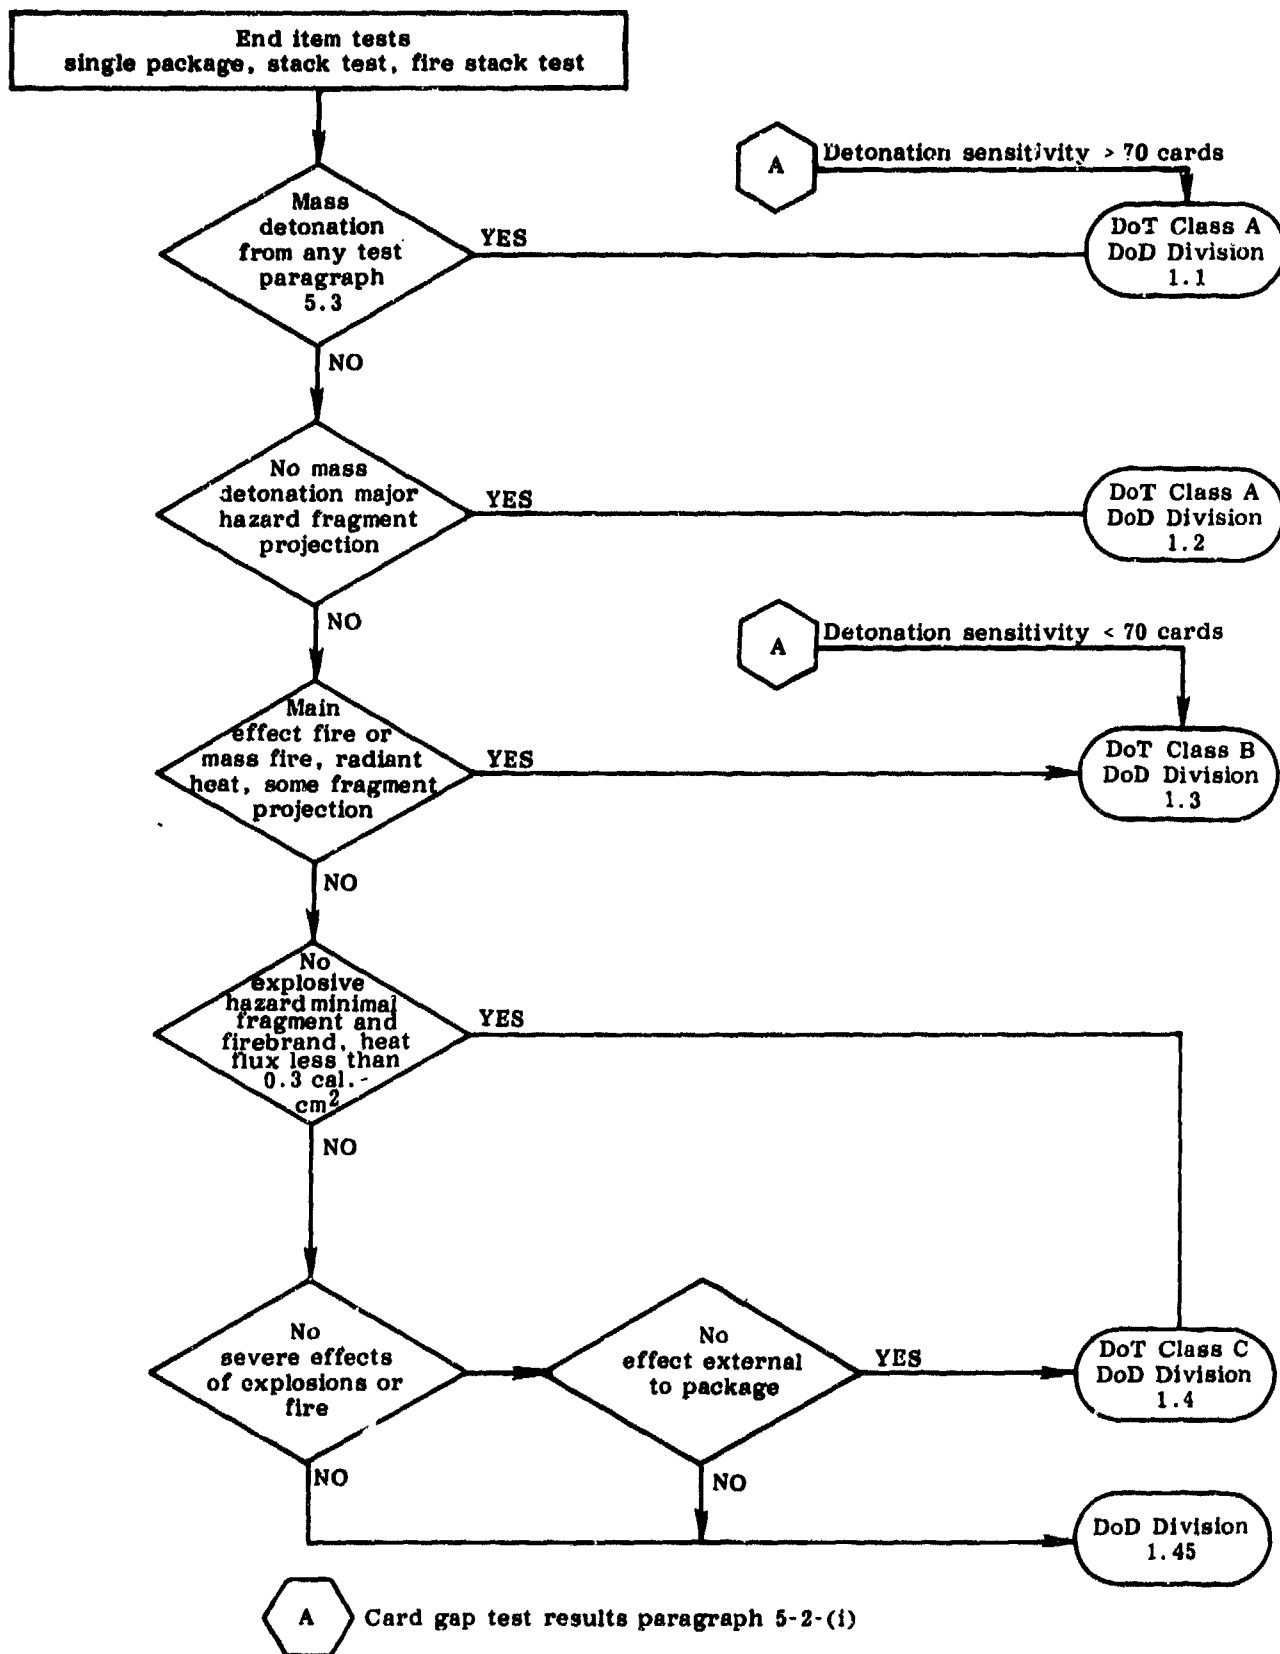 End item tests
single package, stack test, fire stack test
A
Detonation sensitivity > 70 cards
Mass
detonation
from any test
paragraph
5.3
YES
DoT Class A
DoD Division
1.1
NO
No mass
detonation major
hazard fragment
projection
YES
DoT Class A
DoD Division
1.2
NO
A
Detonation sensitivity < 70 cards
Main
effect fire or
mass fire, radiant
heat, some fragment
projection
YES
DoT Class B
DoD Division
1.3
NO
No
explosive
hazard minimal
fragment and
firebrand, heat
flux less than
0.3 cal.-
cm2
YES
NO
No
severe effects
of explosions or
fire
No
effect external
to package
YES
DoT Class C
DoD Division
1.4
NO
NO
DoD Division
1.45
A
Card gap test results paragraph 5-2-(i)